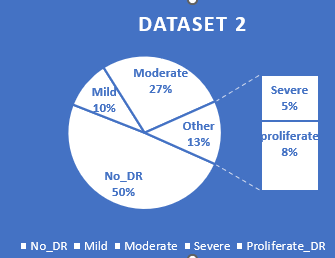 DATASET 2
Moderate
27%
Mild
10%
Other
13%
No_DR
50%
Severe
5%
proliferate
8%
No_DR Mild Moderate Severe Proliferate_DR